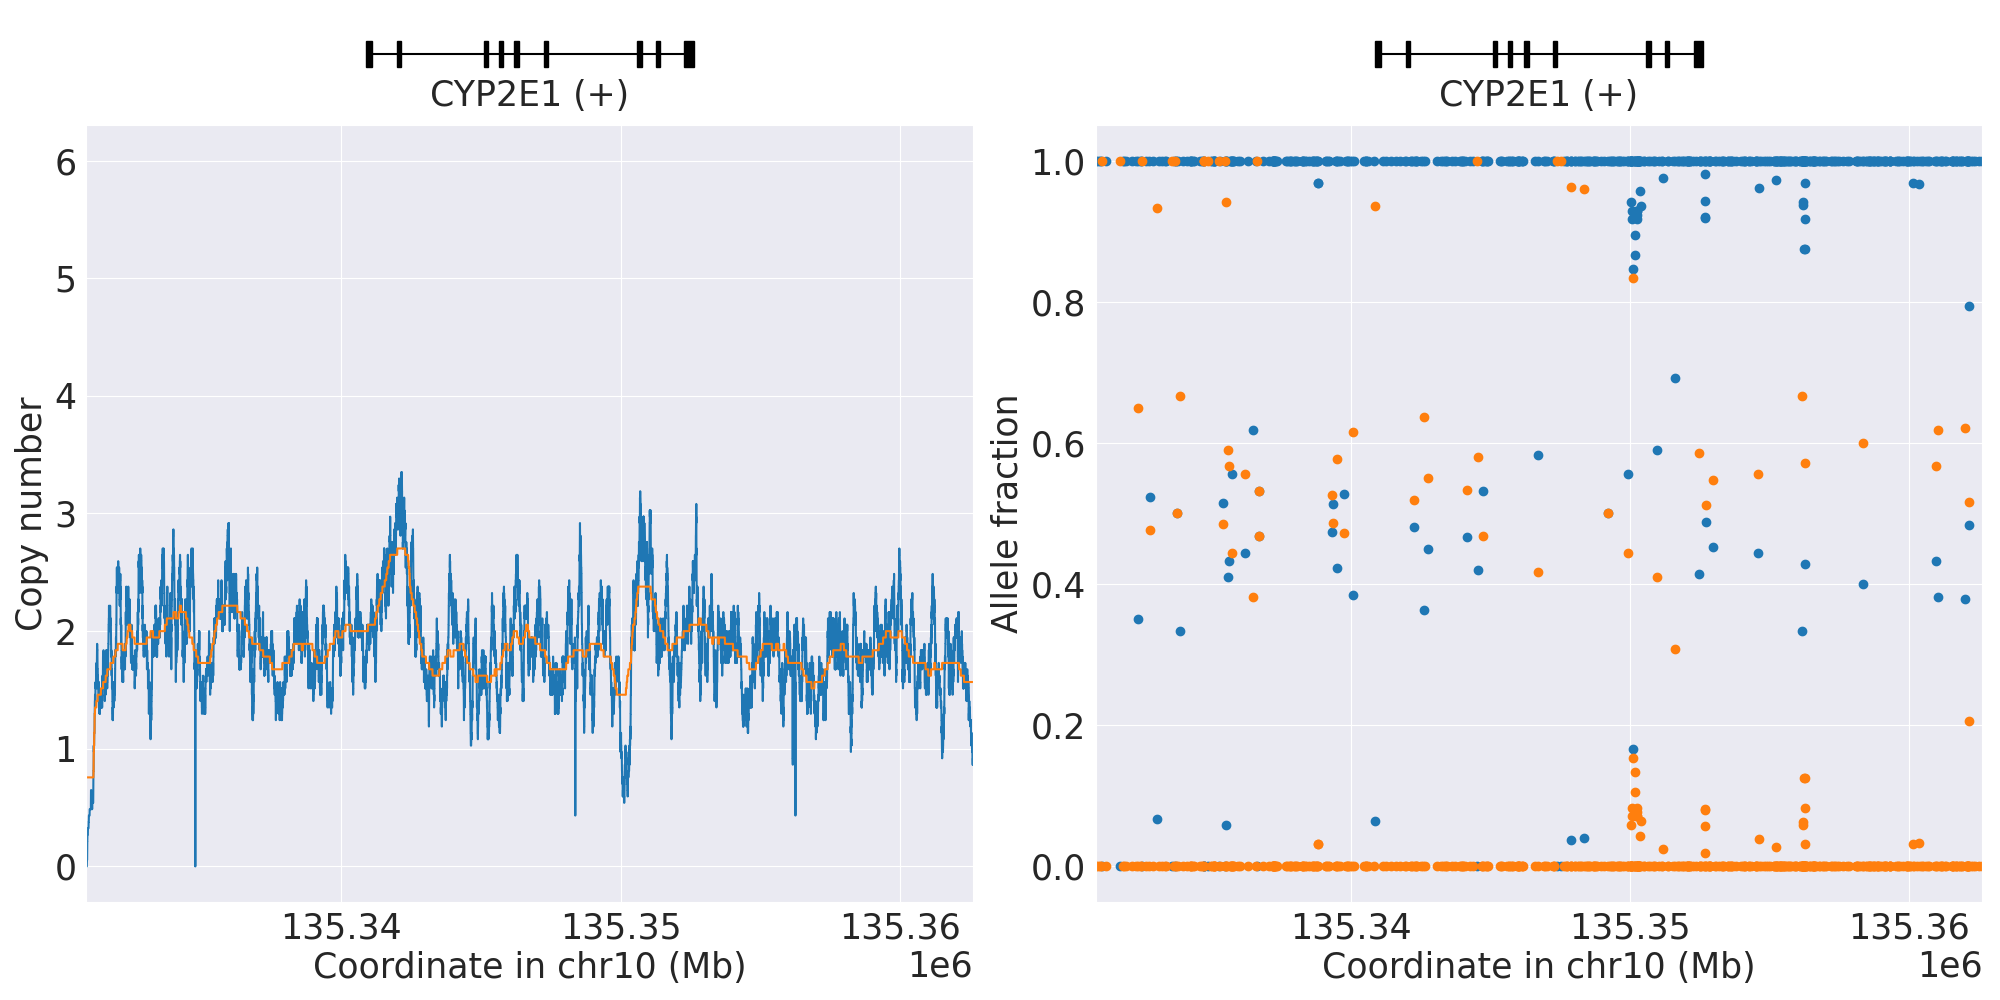 CYP2E1 (+)
CYP2E1 (+)
Copy number
6
5
4
3
2
1
0
135.34
135.35
135.36
Coordinate in chr10 (Mb)
1e6
Allele fraction
1.0
0.8
0.6
0.4
0.2
0.0
135.34
135.35
135.36
Coordinate in chr10 (Mb)
1e6